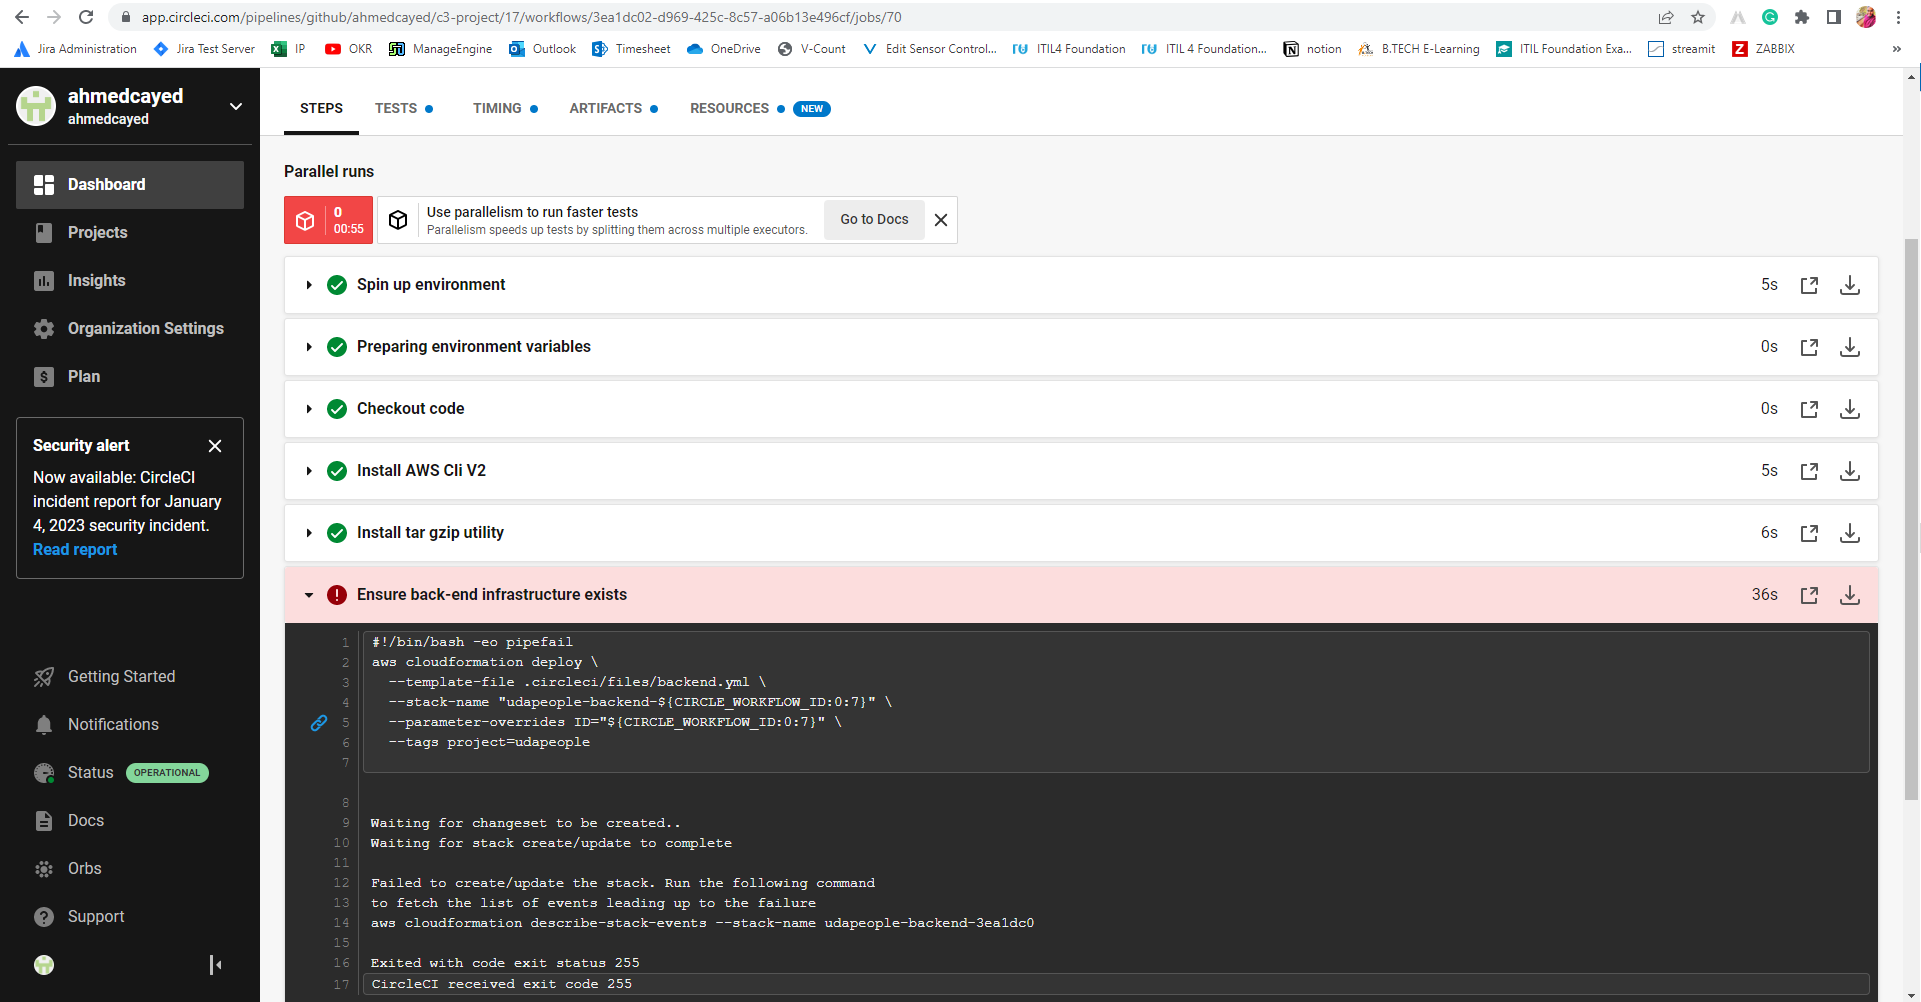 app.circleci.com/pipelines/github/ahmedcayed/c3-project/17/workflows/3ea1dc02-d969-425c-8c57-a06b13e496cf/jobs/70
Jira Administration Jira Test Server IP OKR ManageEngine Outlook Timesheet OneDrive V-Count Edit Sensor Control... ITIL4 Foundation ITIL 4 Foundation... notion B.TECH E-Learning ITIL Foundation Exa... streamit ZABBIX »
ahmedcayed
ahmedcayed
Dashboard
Projects
Insights
Organization Settings
Plan
Security alert
Now available: CircleCI
incident report for January
4, 2023 security incident.
Read report
Getting Started
Notifications
Status OPERATIONAL
Docs
Orbs
Support
STEPS TESTS TIMING ARTIFACTS RESOURCES NEW
Parallel runs
0
00:55
Use parallelism to run faster tests
Parallelism speeds up tests by splitting them across multiple executors.
Go to Docs
Spin up environment 5s
Preparing environment variables 0s
Checkout code 0s
Install AWS Cli V2 5s
Install tar gzip utility 6s
Ensure back-end infrastructure exists 36s
1 #!/bin/bash -eo pipefail
2 aws cloudformation deploy \
3 --template-file .circleci/files/backend.yml \
4 --stack-name "udapeople-backend-${CIRCLE_WORKFLOW_ID:0:7}" \
5 --parameter-overrides ID="${CIRCLE_WORKFLOW_ID:0:7}" \
6 --tags project=udapeople
7
8
9 Waiting for changeset to be created..
10 Waiting for stack create/update to complete
11
12 Failed to create/update the stack. Run the following command
13 to fetch the list of events leading up to the failure
14 aws cloudformation describe-stack-events --stack-name udapeople-backend-3ea1dc0
15
16 Exited with code exit status 255
17 CircleCI received exit code 255